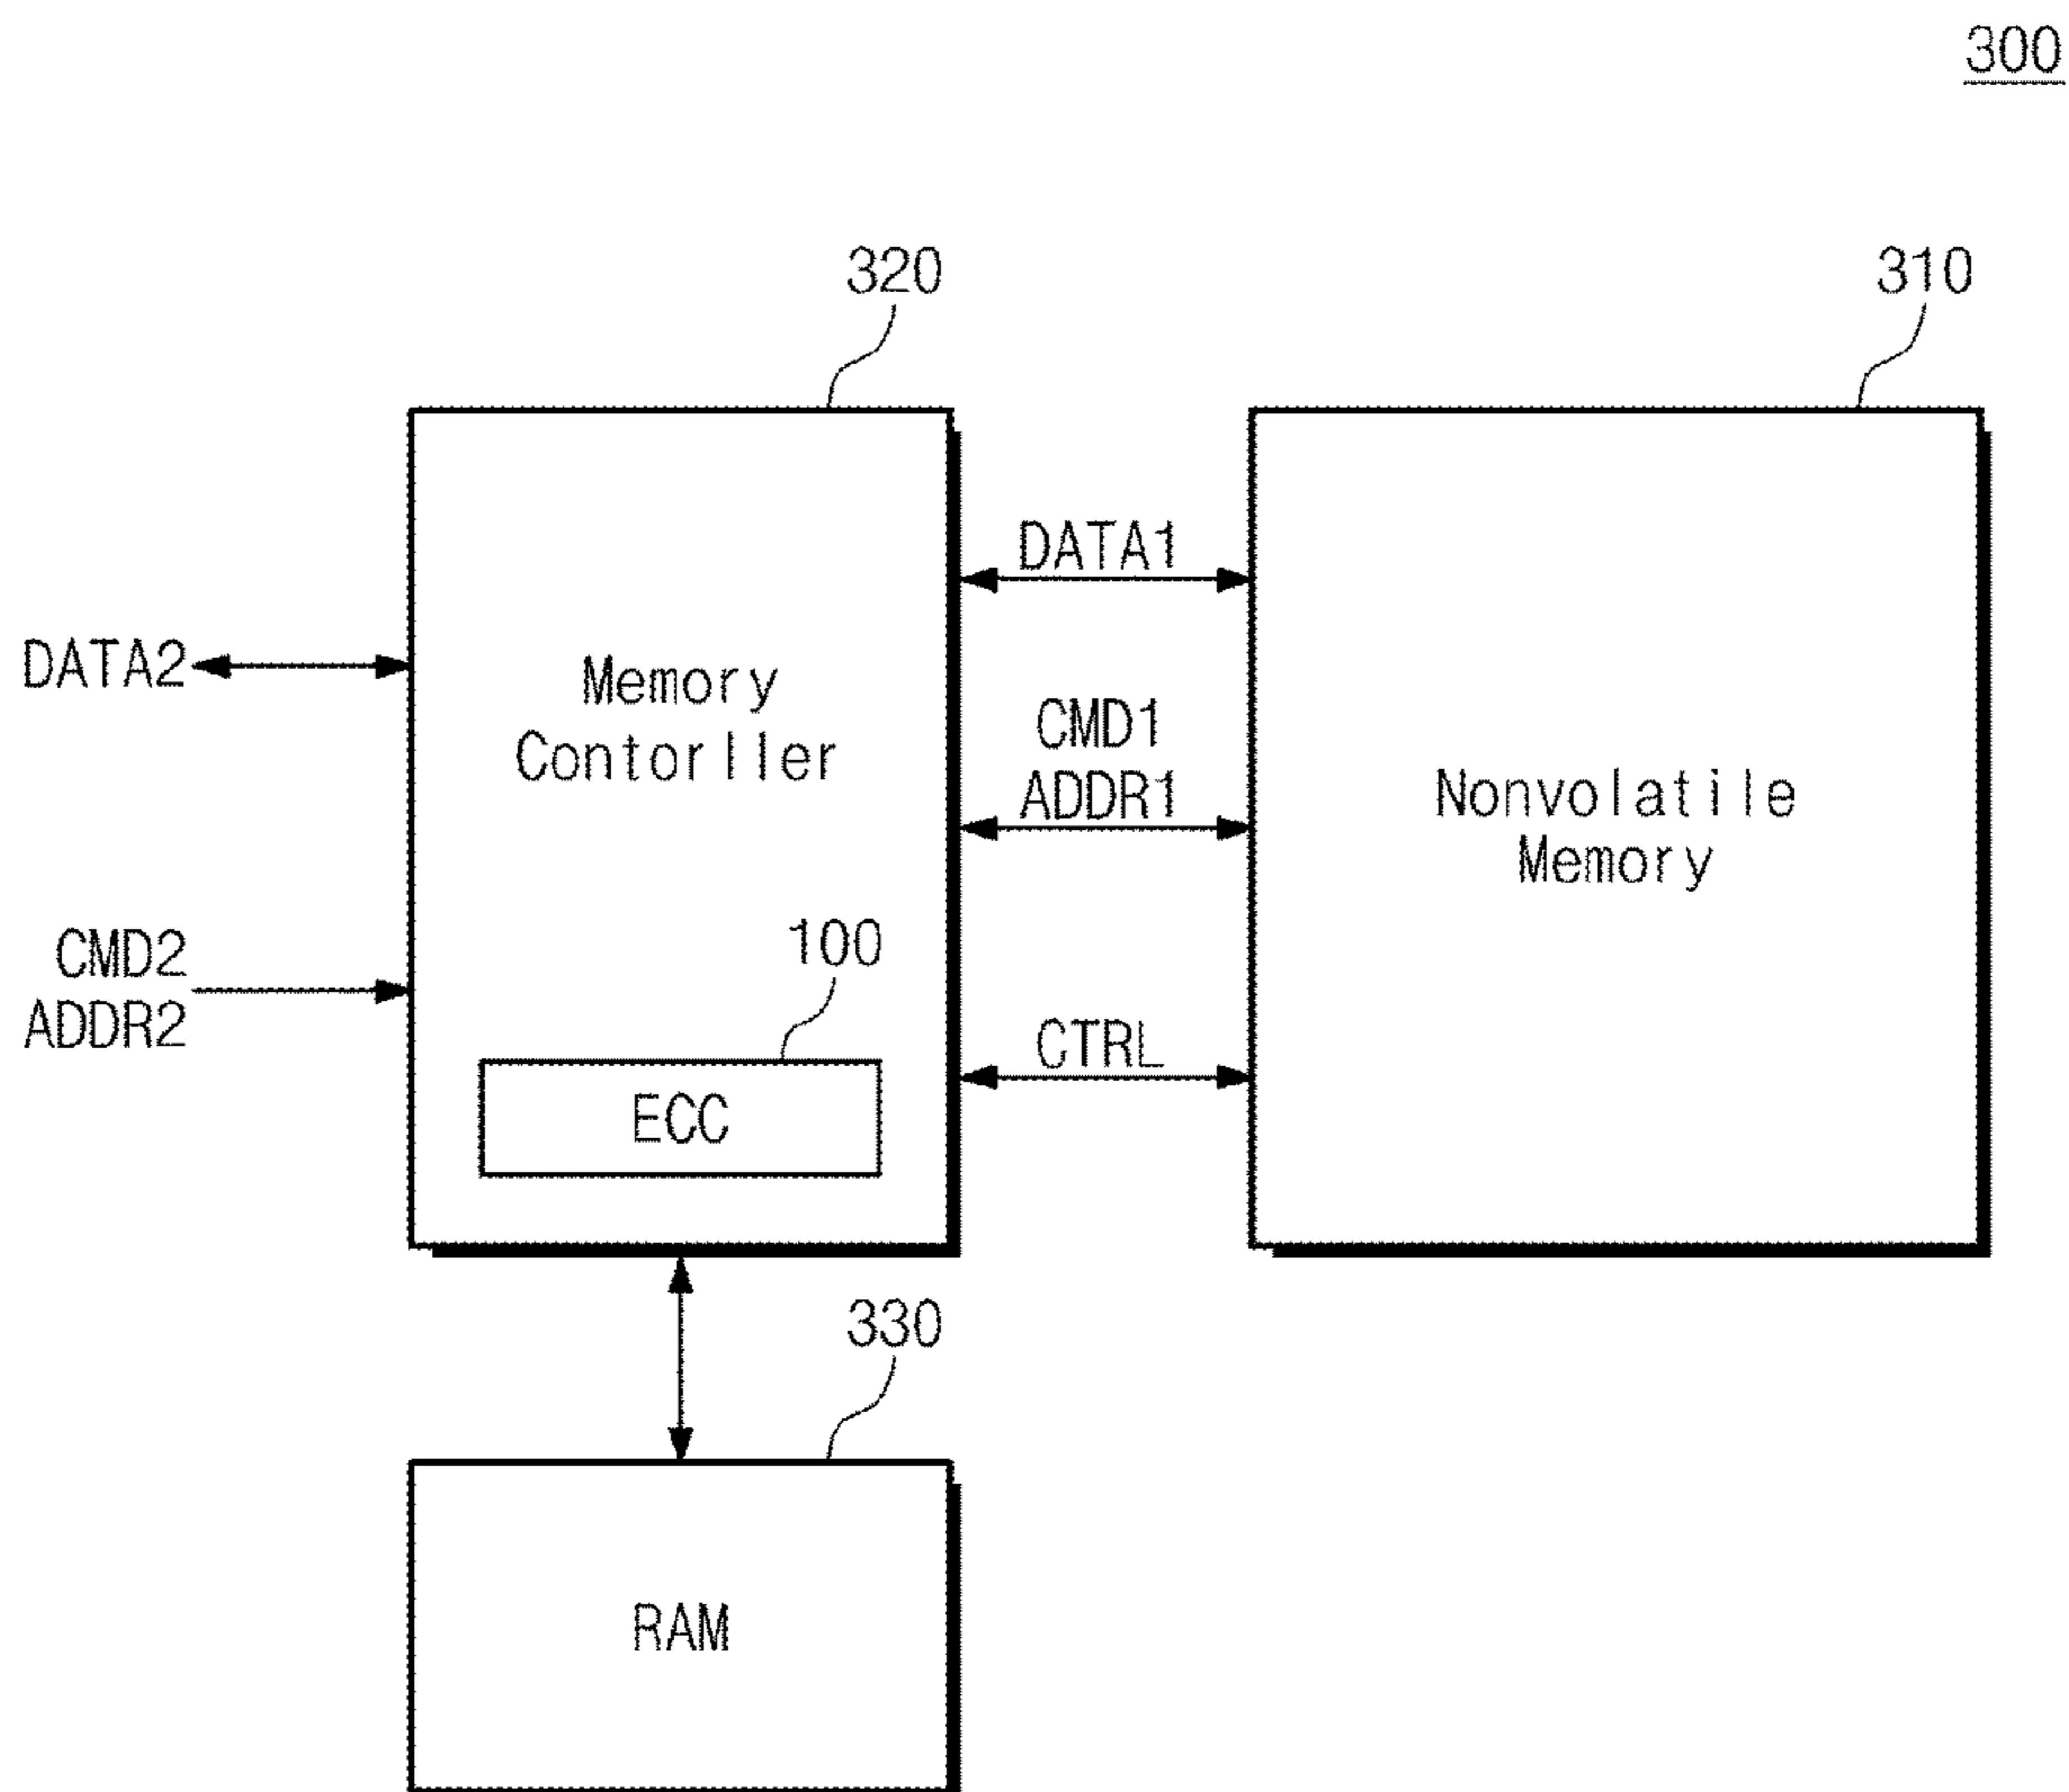 300
320
310
DATA1
DATA2
Memory
Contorller
CMD1
ADDR1
Nonvolatile
Memory
CMD2
ADDR2
100
ECC
CTRL
330
RAM